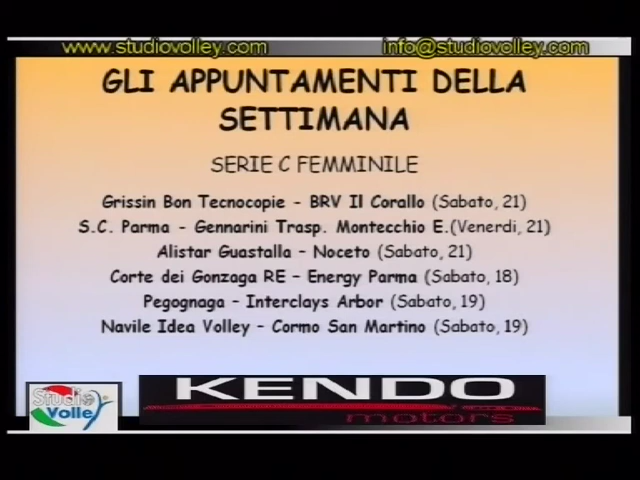 www.studiovolley.com info@studiovolley.com
GLI APPUNTAMENTI DELLA
SETTIMANA
SERIE C FEMMINILE
Grissin Bon Tecnocopie - BRV Il Corallo (Sabato, 21)
S.C. Parma - Gennarini Trasp. Montecchio E.(Venerdi, 21)
Alistar Guastalla - Noceto (Sabato, 21)
Corte dei Gonzaga RE - Energy Parma (Sabato, 18)
Pegognaga - Interclays Arbor (Sabato, 19)
Navile Idea Volley - Cormo San Martino (Sabato, 19)
Studio
Volley
KENDO
motors